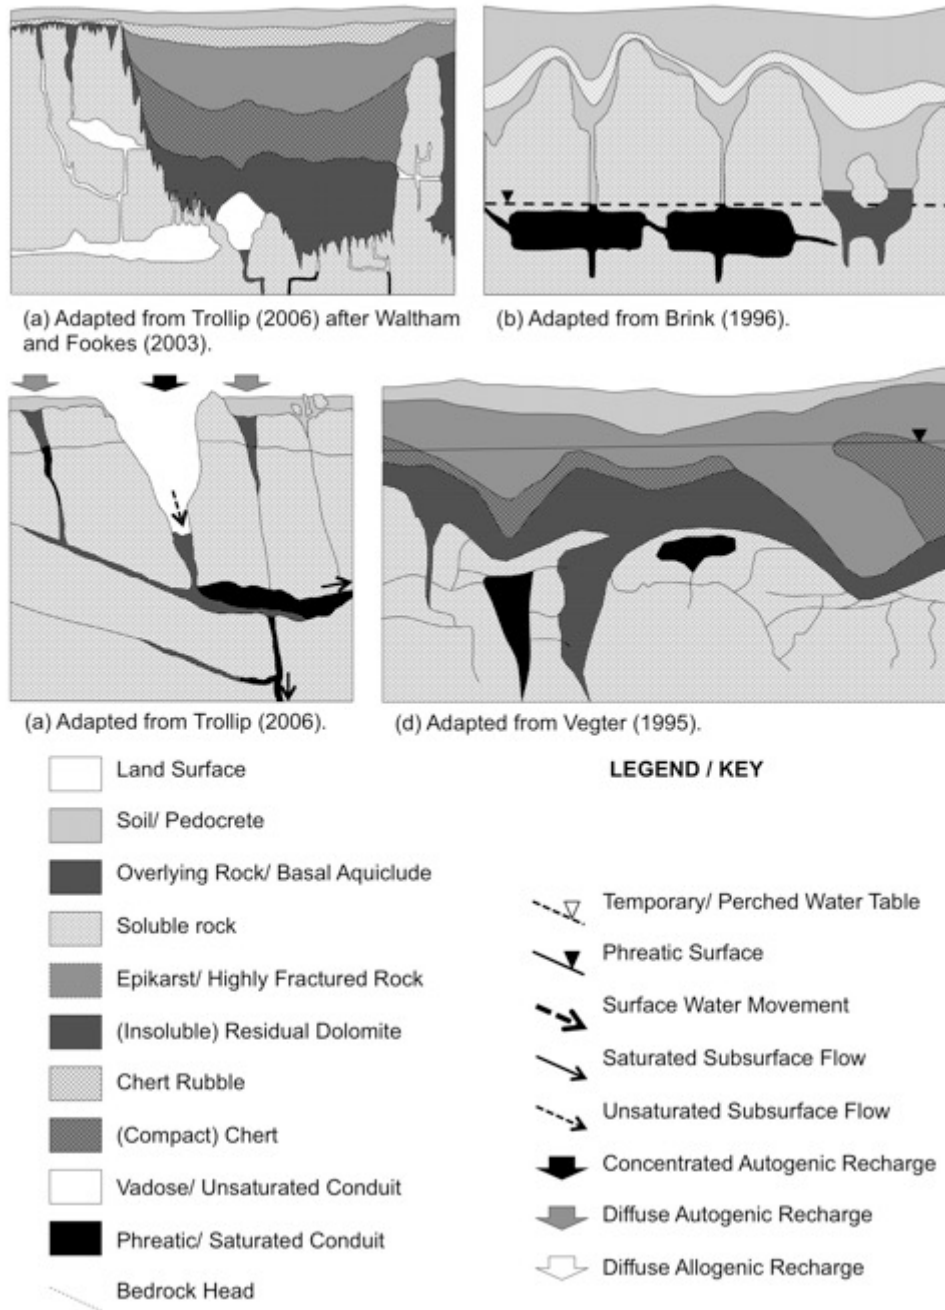 (a) Adapted from Trollip (2006) after Waltham
and Fookes (2003).
(b) Adapted from Brink (1996).
(a) Adapted from Trollip (2006).
(d) Adapted from Vegter (1995).
LEGEND / KEY
Land Surface
Soil/ Pedocrete
Overlying Rock/ Basal Aquiclude
Soluble rock
Epikarst/ Highly Fractured Rock
(Insoluble) Residual Dolomite
Chert Rubble
(Compact) Chert
Vadose/ Unsaturated Conduit
Phreatic/ Saturated Conduit
Bedrock Head
Temporary/ Perched Water Table
Phreatic Surface
Surface Water Movement
Saturated Subsurface Flow
Unsaturated Subsurface Flow
Concentrated Autogenic Recharge
Diffuse Autogenic Recharge
Diffuse Allogenic Recharge